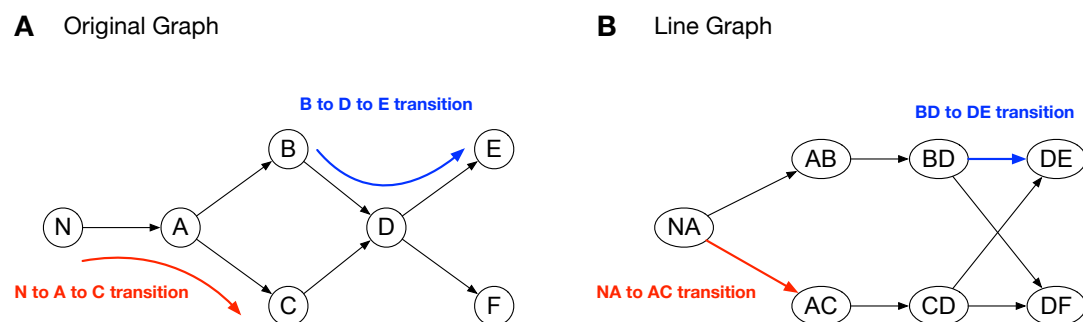 A Original Graph
B to D to E transition
B
E
N
A
D
N to A to C transition
C
F
B Line Graph
BD to DE transition
AB
BD
DE
NA
NA to AC transition
AC
CD
DF